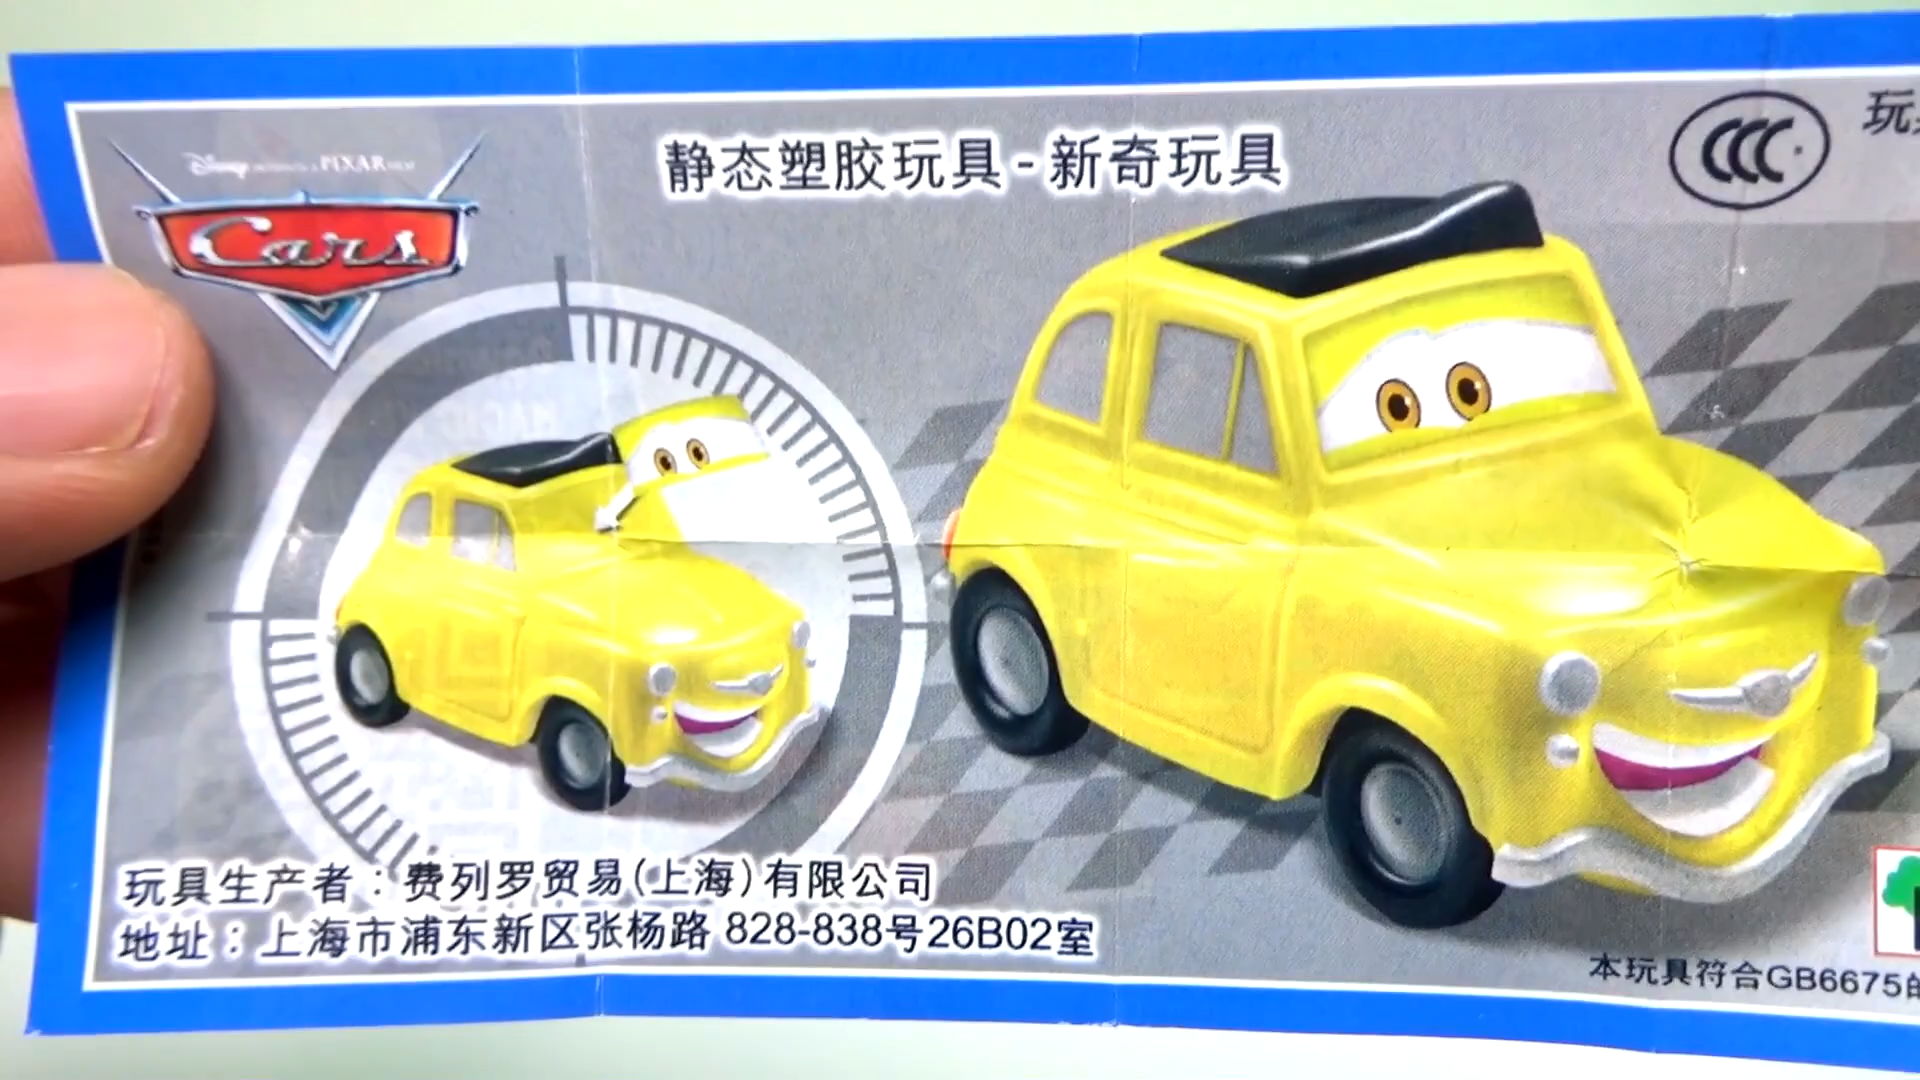 Disney PIXAR
Cars
静态塑胶玩具-新奇玩具
CCC
玩
玩具生产者：费列罗贸易(上海)有限公司
地址：上海市浦东新区张杨路 828-838号26B02室
本玩具符合GB6675的